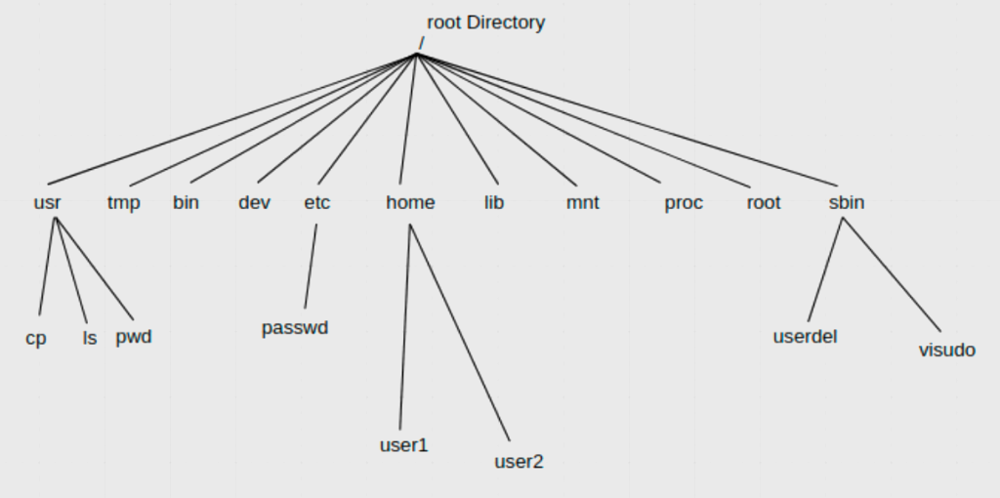 root Directory
/
usr tmp bin dev etc home lib mnt proc root sbin
cp ls pwd passwd userdel visudo
user1 user2